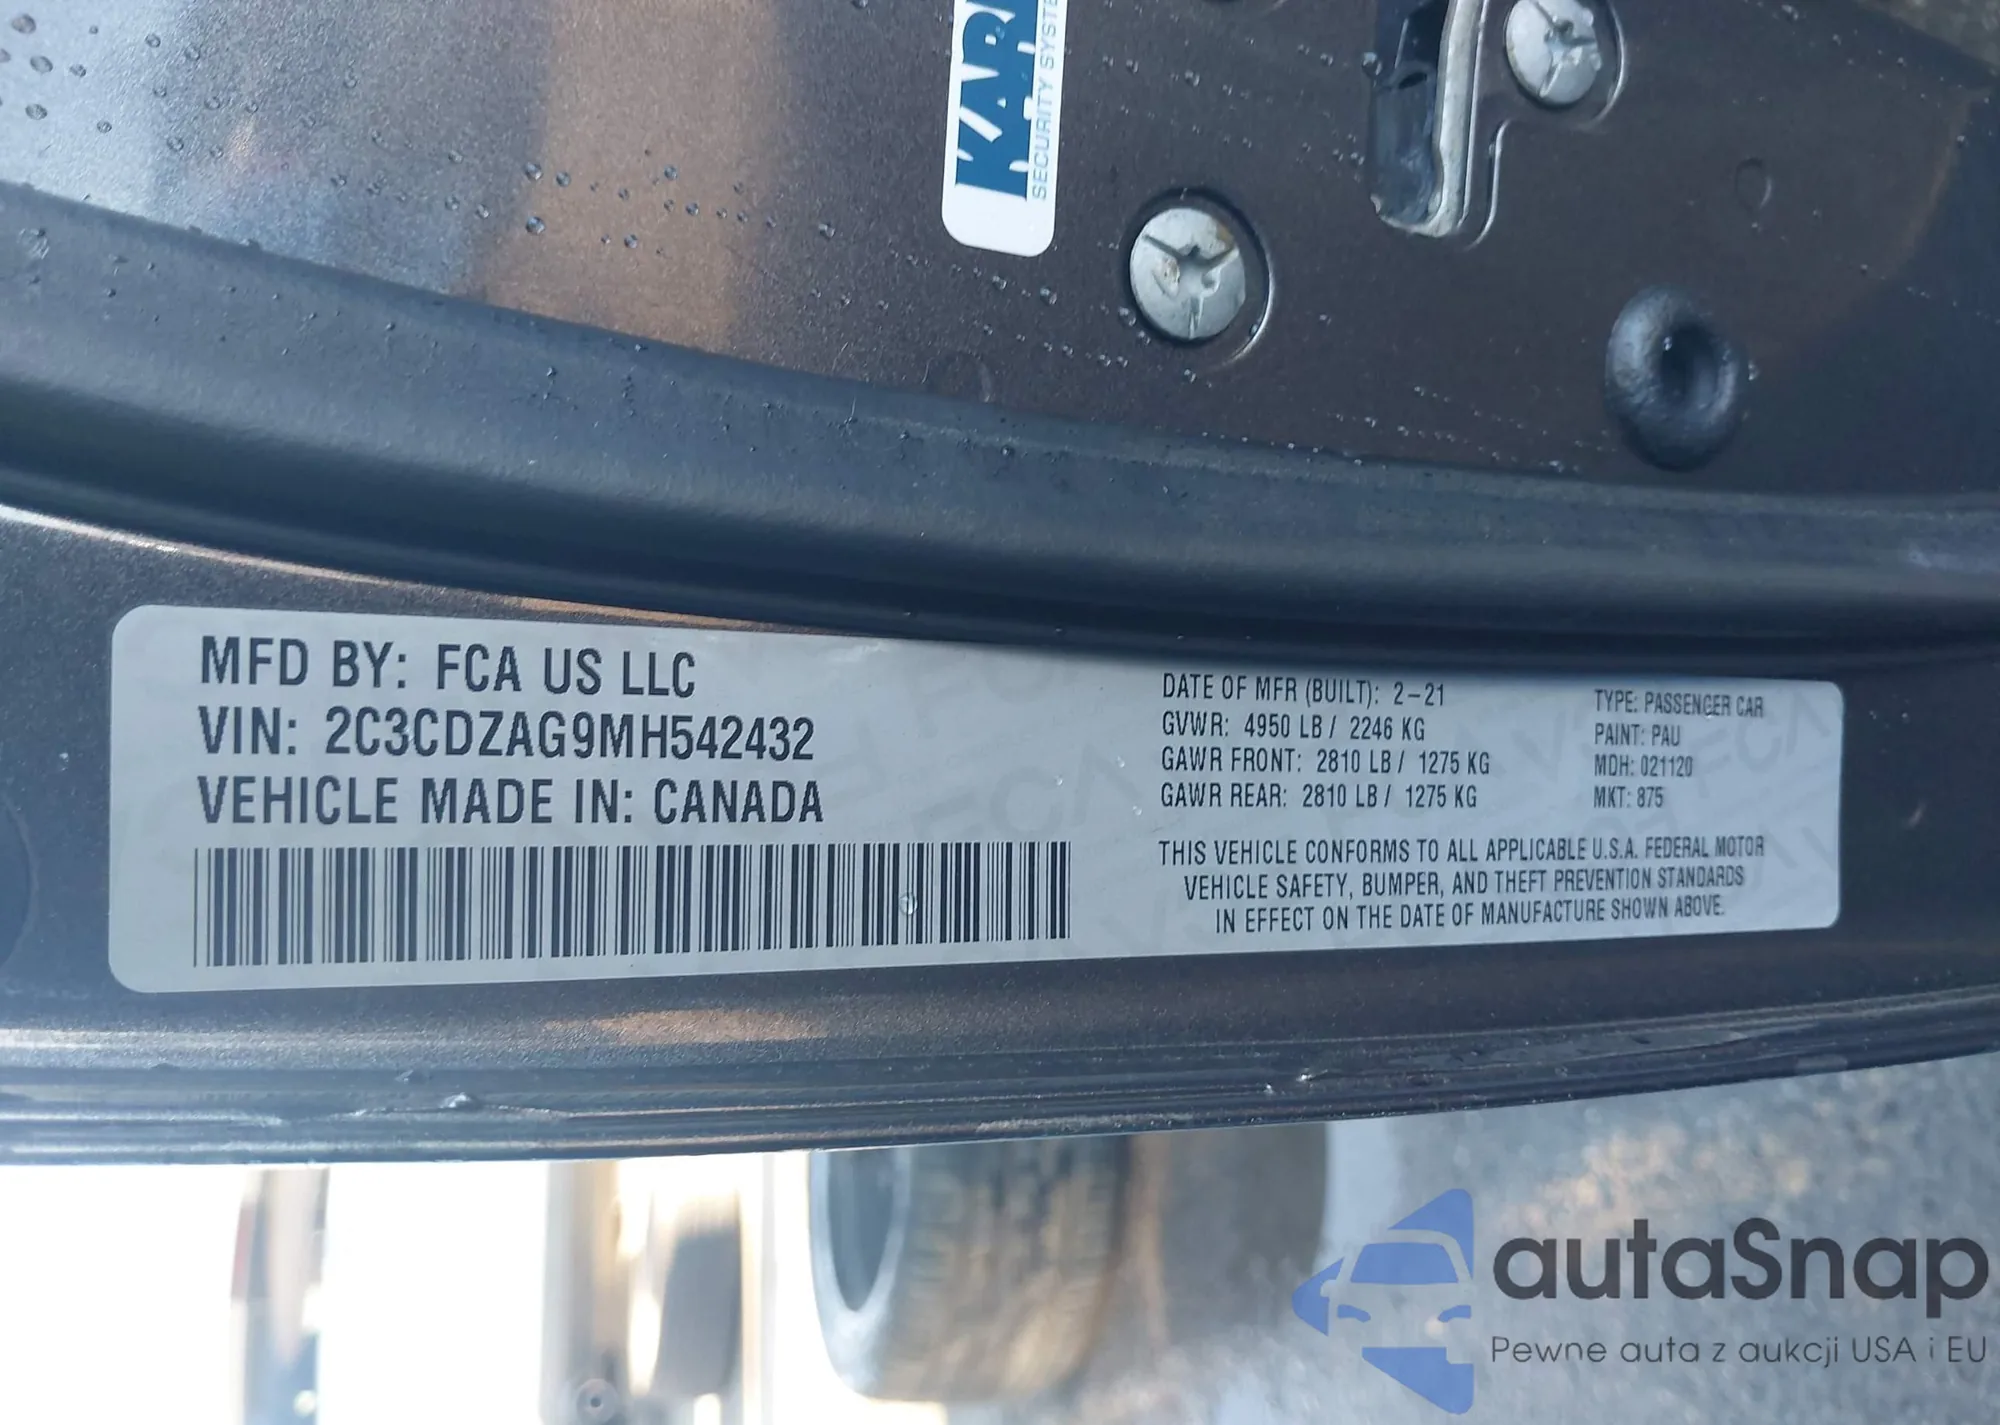 SECURITY
MFD BY: FCA US LLC
VIN: 2C3CDZAG9MH542432
VEHICLE MADE IN: CANADA
DATE OF MFR (BUILT): 2-21
GVWR: 4950 LB / 2246 KG
GAWR FRONT: 2810 LB / 1275 KG
GAWR REAR: 2810 LB / 1275 KG
TYPE: PASSENGER CAR
PAINT: PAU
MDH: 021120
MKT: 875
THIS VEHICLE CONFORMS TO ALL APPLICABLE U.S.A. FEDERAL MOTOR
VEHICLE SAFETY, BUMPER, AND THEFT PREVENTION STANDARDS
IN EFFECT ON THE DATE OF MANUFACTURE SHOWN ABOVE.
autaSnap
Pewne auta z aukcji USA i EU